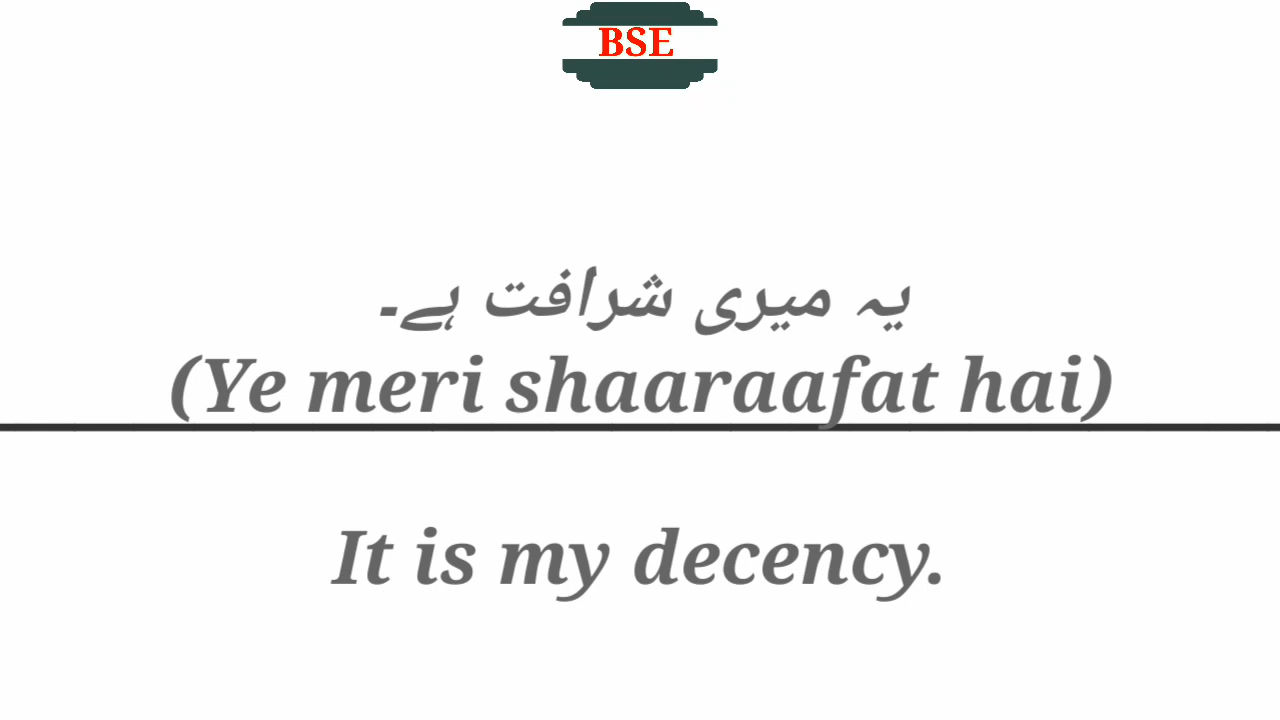 BSE
یہ میری شرافت ہے۔
(Ye meri shaaraafat hai)
It is my decency.